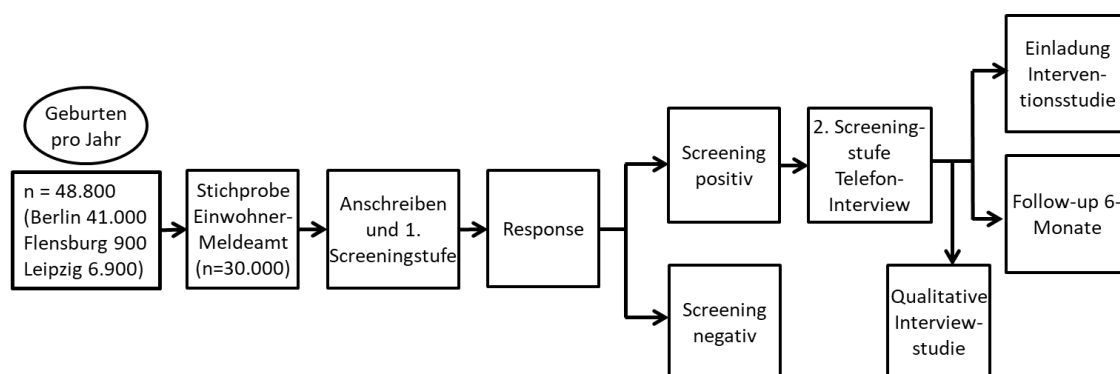 Geburten
pro Jahr
n = 48.800
(Berlin 41.000
Flensburg 900
Leipzig 6.900)
Stichprobe
Einwohner-
Meldeamt
(n=30.000)
Anschreiben
und 1.
Screeningstufe
Response
Screening
positiv
Screening
negativ
2. Screening-
stufe
Telefon-
Interview
Einladung
Interven-
tionsstudie
Follow-up 6-
Monate
Qualitative
Interview-
studie